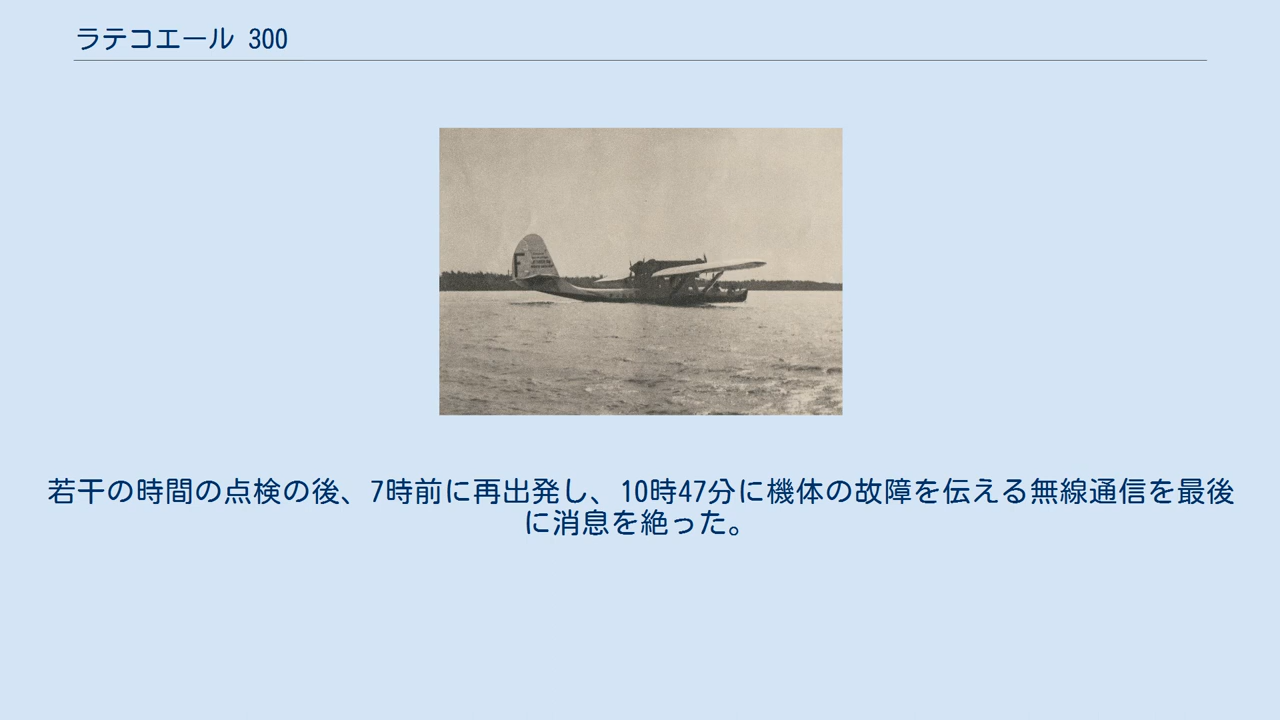 ラテコエール 300
若干の時間の点検の後、7時前に再出発し、10時47分に機体の故障を伝える無線通信を最後
に消息を絶った。